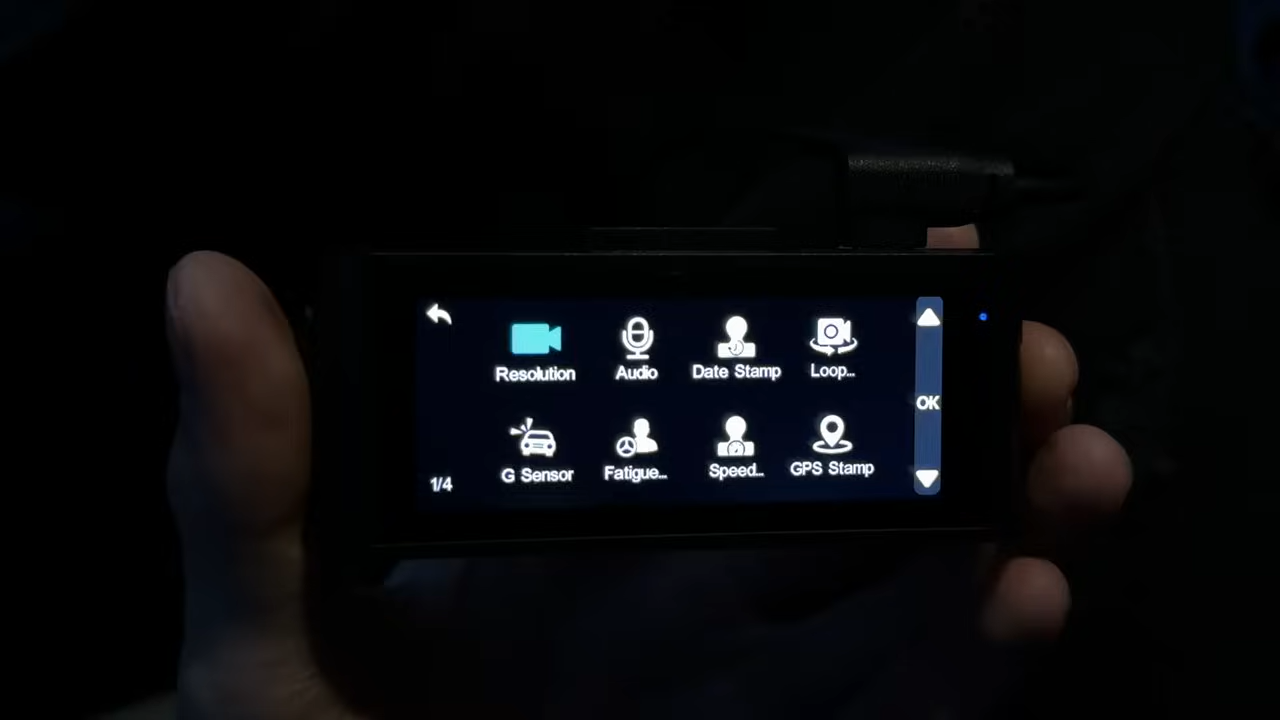 Resolution
Audio
Date Stamp
Loop…
OK
G Sensor
Fatigue…
Speed…
GPS Stamp
1/4